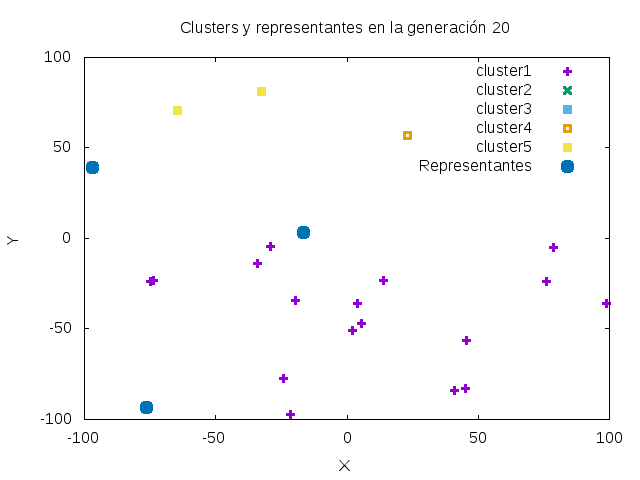 Clusters y representantes en la generación 20
100
50
0
-50
-100
-100
-50
0
50
100
Y
X
cluster1
cluster2
cluster3
cluster4
cluster5
Representantes